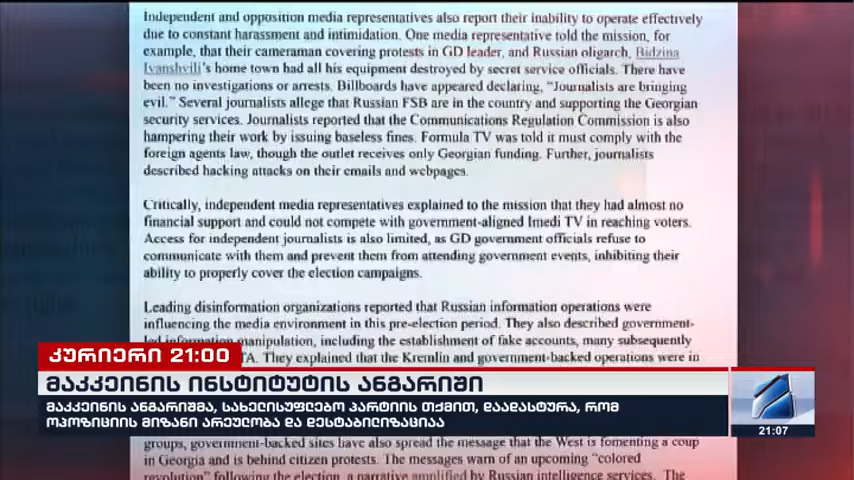 Independent and opposition media representatives also report their inability to operate effectively
due to constant harassment and intimidation. One media representative told the mission, for
example, that their cameraman covering protests in GD leader, and Russian oligarch, Bidzina
Ivanshvili's home town had all his equipment destroyed by secret service officials. There have
been no investigations or arrests. Billboards have appeared declaring, "Journalists are bringing
evil." Several journalists allege that Russian FSB are in the country and supporting the Georgian
security services. Journalists reported that the Communications Regulation Commission is also
hampering their work by issuing baseless fines. Formula TV was told it must comply with the
foreign agents law, though the outlet receives only Georgian funding. Further, journalists
described hacking attacks on their emails and webpages.
Critically, independent media representatives explained to the mission that they had almost no
financial support and could not compete with government-aligned Imedi TV in reaching voters.
Access for independent journalists is also limited, as GD government officials refuse to
communicate with them and prevent them from attending government events, inhibiting their
ability to properly cover the election campaigns.
Leading disinformation organizations reported that Russian information operations were
influencing the media environment in this pre-election period. They also described government-
led information manipulation, including the establishment of fake accounts, many subsequently
TA. They explained that the Kremlin and government-backed operations were in
კურიერი 21:00
მაკკეინის ინსტიტუტის ანგარიში
მაკკეინის ანგარიშმა, სახელისუფლებო პარტიის თქმით, დაადასტურა, რომ
ოპოზიციის მიზანი არეულობა და დესტაბილიზაციაა
21:07
groups, government-backed sites have also spread the message that the West is fomenting a coup
in Georgia and is behind citizen protests. The messages warn of an upcoming "colored
revolution" following the election, a narrative amplified by Russian intelligence services. The